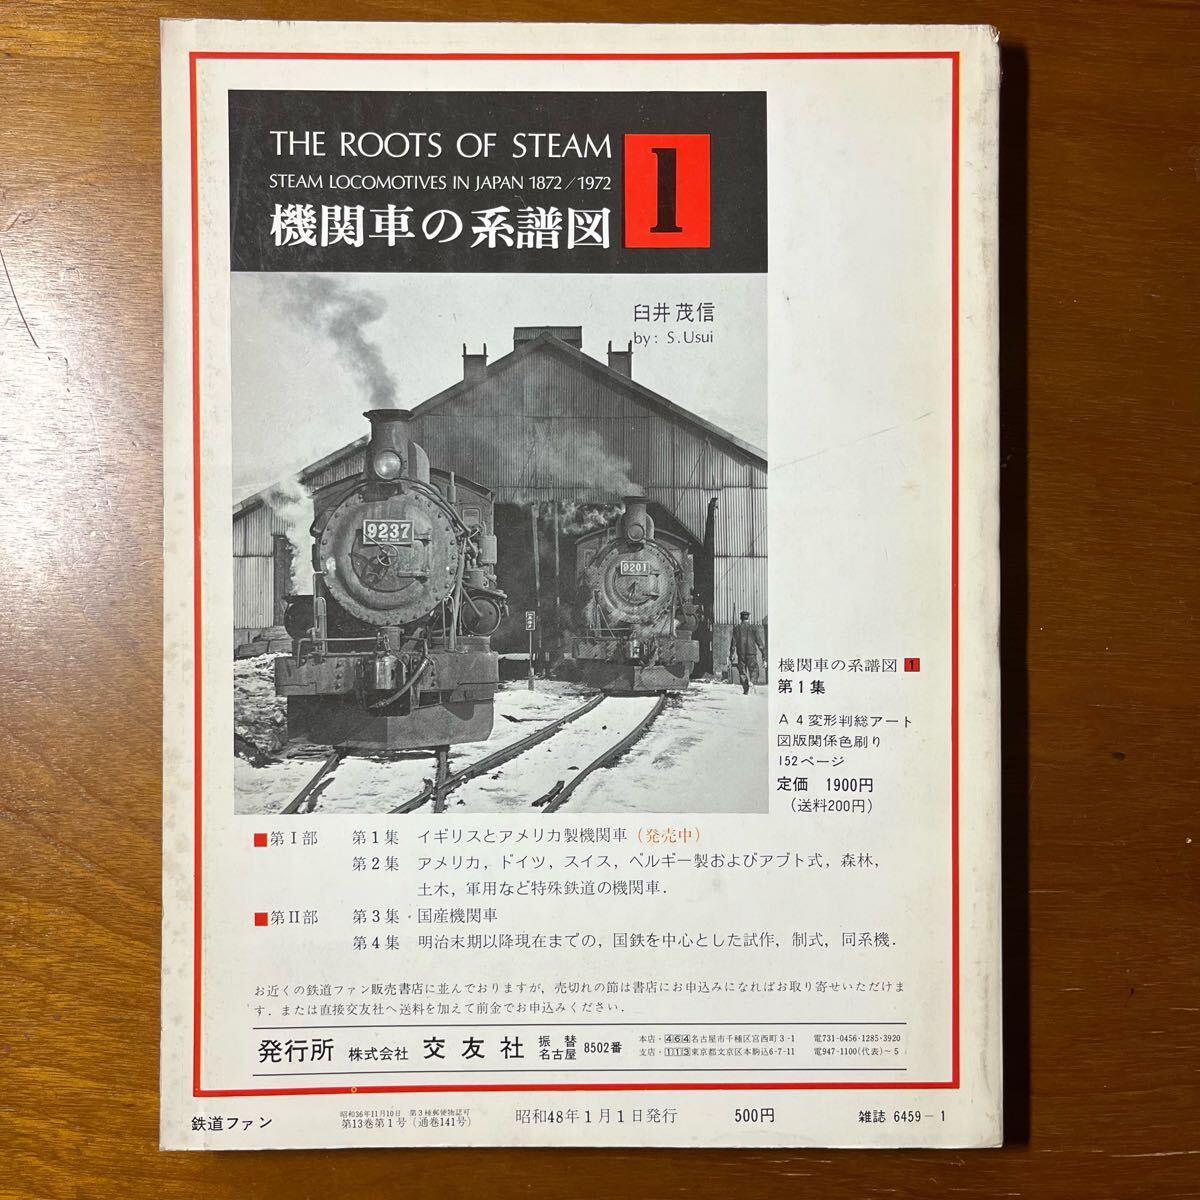 THE ROOTS OF STEAM
STEAM LOCOMOTIVES IN JAPAN 1872/1972
機関車の系譜図
1
臼井茂信
by: S.Usui
9237
9201
機関車の系譜図 1
第1集
A4変形判総アート
図版関係色刷り
152ページ
定価 1900円
(送料200円)
■第I部 第1集 イギリスとアメリカ製機関車(発売中)
第2集 アメリカ,ドイツ,スイス,ベルギー製およびアブト式,森林,
土木,軍用など特殊鉄道の機関車.
■第II部 第3集・国産機関車
第4集 明治末期以降現在までの,国鉄を中心とした試作,制式,同系機.
お近くの鉄道ファン販売書店に並んでおりますが,売切れの節は書店にお申込みになればお取り寄せいただけま
す.または直接交友社へ送料を加えて前金でお申込みください.
発行所 株式会社 交友社 振替名古屋 8502番
本店・464名古屋市千種区宮西町3-1 電731-0456・1285・3920
支店・113東京都文京区本駒込6-7-11 電947-1100(代表)~5
鉄道ファン
昭和36年11月10日 第3種郵便物認可
第13巻第1号(通巻141号)
昭和48年1月1日発行
500円
雑誌 6459-1